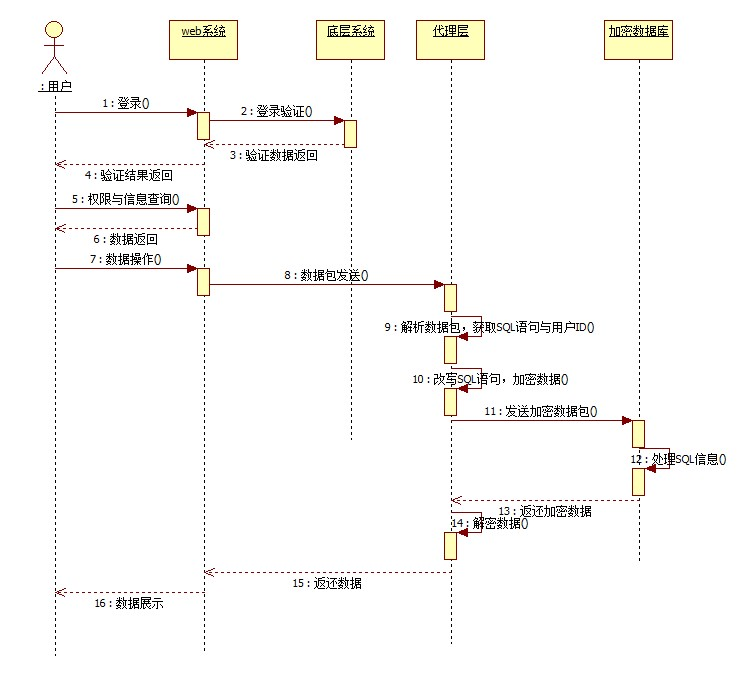 web系统
底层系统
代理层
加密数据库
: 用户
1 : 登录()
2 : 登录验证()
3 : 验证数据返回
4 : 验证结果返回
5 : 权限与信息查询()
6 : 数据返回
7 : 数据操作()
8 : 数据包发送()
9 : 解析数据包，获取SQL语句与用户ID()
10 : 改写SQL语句，加密数据()
11 : 发送加密数据包()
12 : 处理SQL信息()
13 : 返还加密数据
14 : 解密数据()
15 : 返还数据
16 : 数据展示